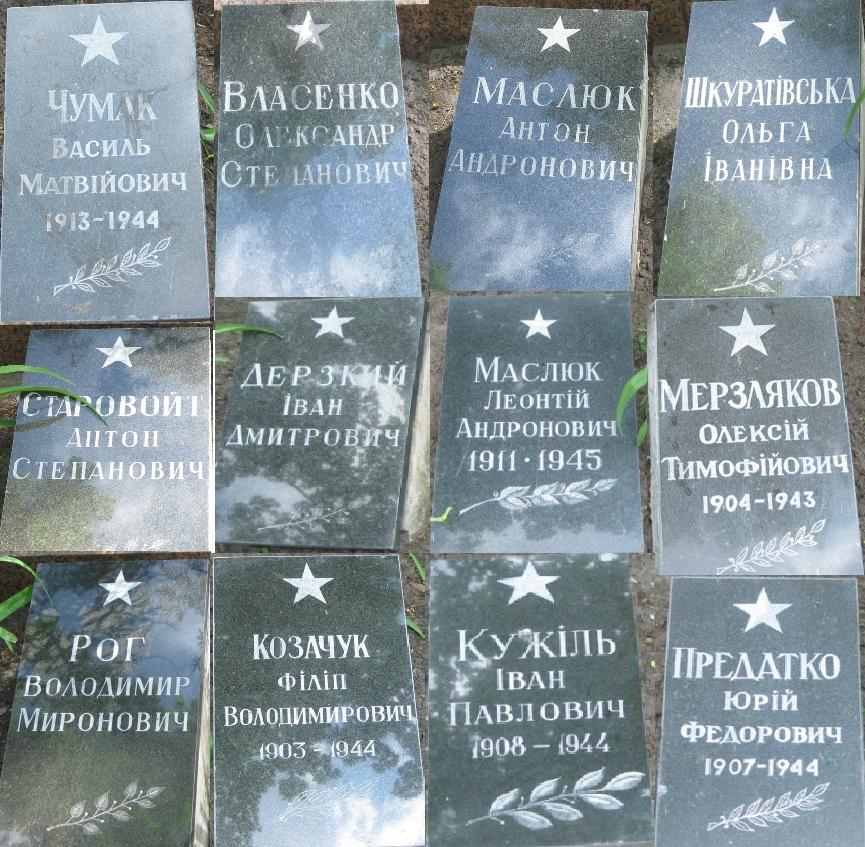 ЧУМАК
ВАСИЛЬ
МАТВІЙОВИЧ
1913-1944
ВЛАСЕНКО
ОЛЕКСАНДР
СТЕПАНОВИЧ
МАСЛЮК
АНТОН
АНДРОНОВИЧ
ШКУРАТІВСЬКА
ОЛЬГА
ІВАНІВНА
СТАРОВОЙТ
АНТОН
СТЕПАНОВИЧ
ДЕРЗКИЙ
ІВАН
ДМИТРОВИЧ
МАСЛЮК
ЛЕОНТІЙ
АНДРОНОВИЧ
1911·1945
МЕРЗЛЯКОВ
ОЛЕКСІЙ
ТИМОФІЙОВИЧ
1904-1943
РОГ
ВОЛОДИМИР
МИРОНОВИЧ
КОЗАЧУК
ФІЛІП
ВОЛОДИМИРОВИЧ
1903-1944
КУЖІЛЬ
ІВАН
ПАВЛОВИЧ
1908-1944
ПРЕДАТКО
ЮРІЙ
ФЕДОРОВИЧ
1907-1944